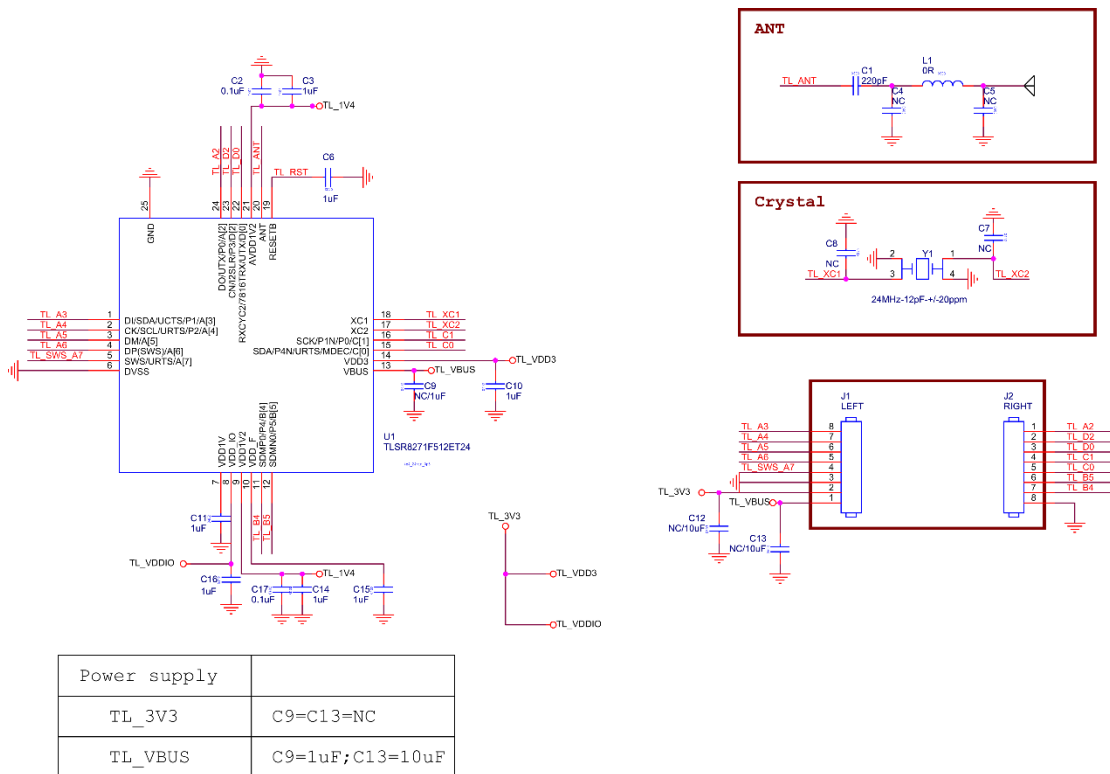 ANT
TL_ANT
C1
220pF
L1
0R
C4
NC
C5
NC
C2
0.1uF
C3
1uF
TL_1V4
TL_A2
TL_D2
TL_D0
TL_ANT
TL_RST
C6
1uF
25
24
23
22
21
20
19
GND
DO/UTX/P0/A[2]
CN/I2SLR/P3/D[2]
RXCYC2/7816TRX/UTX/D[0]
AVDD1V2
ANT
RESETB
Crystal
C8
NC
C7
NC
2
3
Y1
1
4
TL_XC1
TL_XC2
24MHz-12pF-+/-20ppm
TL_A3 1 DI/SDA/UCTS/P1/A[3]
TL_A4 2 CK/SCL/URTS/P2/A[4]
TL_A5 3 DM/A[5]
TL_A6 4 DP(SWS)/A[6]
TL_SWS_A7 5 SWS/URTS/A[7]
6 DVSS
XC1 18 TL_XC1
XC2 17 TL_XC2
SCK/P1N/P0/C[1] 16 TL_C1
SDA/P4N/URTS/MDEC/C[0] 15 TL_C0
VDD3 14 TL_VDD3
VBUS 13 TL_VBUS
C9
NC/1uF
C10
1uF
U1
TLSR8271F512ET24
VDD1V
VDD_IO
VDD1V2
VDD_F
SDMP0/P4/B[4]
SDMN0/P5/B[5]
7
8
9
10
11
12
C11
1uF
TL_B4
TL_B5
TL_VDDIO
C16
1uF
TL_1V4
C17
0.1uF
C14
1uF
C15
1uF
TL_3V3
TL_VDD3
TL_VDDIO
J1
LEFT
J2
RIGHT
TL_A3 8
TL_A4 7
TL_A5 6
TL_A6 5
TL_SWS_A7 4
3
TL_3V3 2
TL_VBUS 1
1 TL_A2
2 TL_D2
3 TL_D0
4 TL_C1
5 TL_C0
6 TL_B5
7 TL_B4
8
C12
NC/10uF
C13
NC/10uF
Power supply
TL_3V3 C9=C13=NC
TL_VBUS C9=1uF;C13=10uF